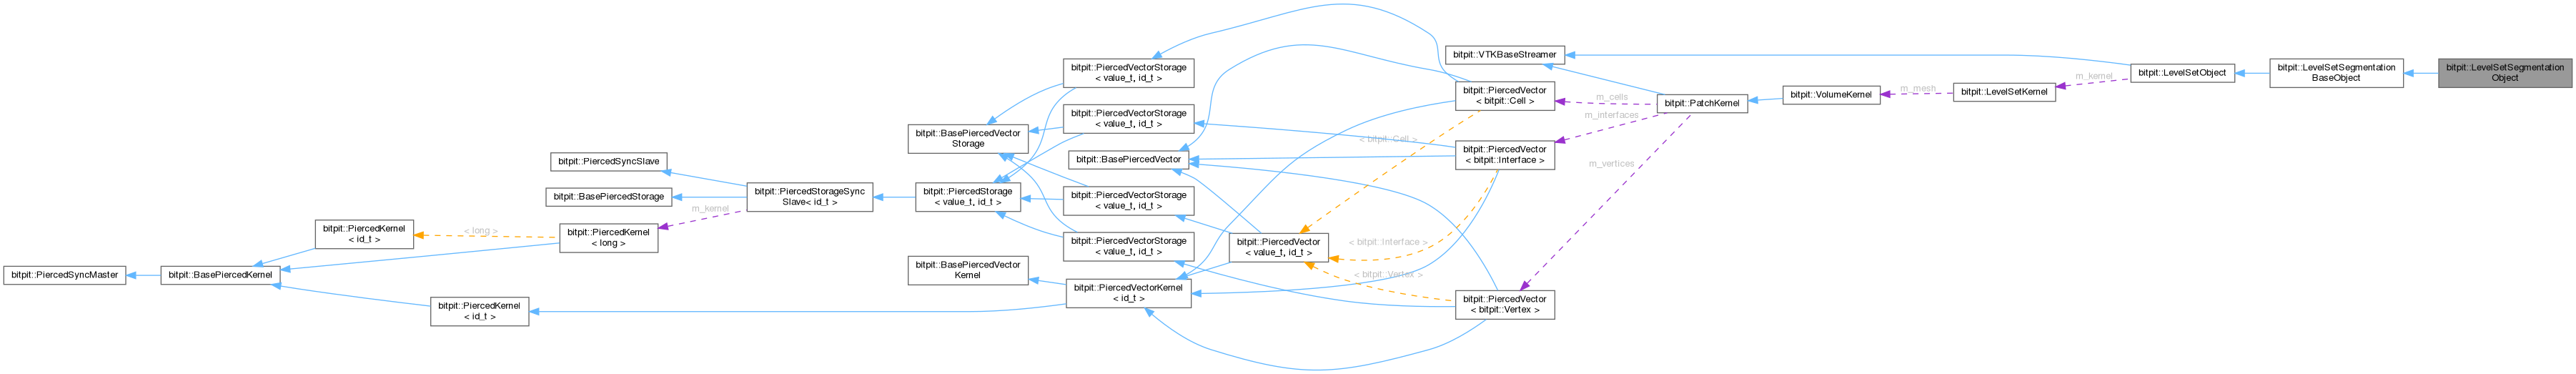 bitpit::VTKBaseStreamer
bitpit::PiercedVectorStorage
< value_t, id_t >
bitpit::LevelSetSegmentation
Object
bitpit::LevelSetSegmentation
BaseObject
bitpit::LevelSetObject
m_kernel
bitpit::LevelSetKernel
m_mesh
bitpit::VolumeKernel
bitpit::PatchKernel
m_cells
m_interfaces
m_vertices
bitpit::PiercedVector
< bitpit::Cell >
bitpit::PiercedVectorStorage
< value_t, id_t >
bitpit::BasePiercedVector
Storage
< bitpit::Cell >
bitpit::PiercedVector
< bitpit::Interface >
bitpit::BasePiercedVector
bitpit::PiercedSyncSlave
bitpit::BasePiercedStorage
bitpit::PiercedStorageSync
Slave< id_t >
bitpit::PiercedStorage
< value_t, id_t >
bitpit::PiercedVectorStorage
< value_t, id_t >
m_kernel
bitpit::PiercedKernel
< id_t >
< long >
bitpit::PiercedKernel
< long >
bitpit::PiercedVectorStorage
< value_t, id_t >
bitpit::PiercedVector
< value_t, id_t >
< bitpit::Interface >
bitpit::PiercedSyncMaster
bitpit::BasePiercedKernel
bitpit::BasePiercedVector
Kernel
< bitpit::Vertex >
bitpit::PiercedVectorKernel
< id_t >
bitpit::PiercedVector
< bitpit::Vertex >
bitpit::PiercedKernel
< id_t >